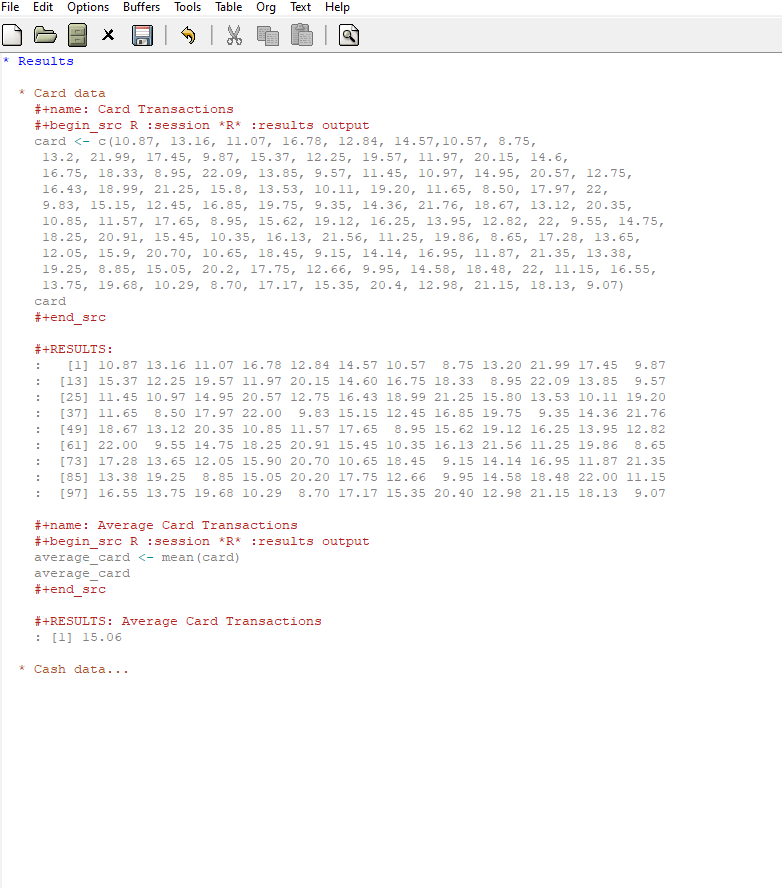 File Edit Options Buffers Tools Table Org Text Help
* Results
* Card data
#+name: Card Transactions
#+begin_src R :session *R* :results output
card <- c(10.87, 13.16, 11.07, 16.78, 12.84, 14.57,10.57, 8.75,
13.2, 21.99, 17.45, 9.87, 15.37, 12.25, 19.57, 11.97, 20.15, 14.6,
16.75, 18.33, 8.95, 22.09, 13.85, 9.57, 11.45, 10.97, 14.95, 20.57, 12.75,
16.43, 18.99, 21.25, 15.8, 13.53, 10.11, 19.20, 11.65, 8.50, 17.97, 22,
9.83, 15.15, 12.45, 16.85, 19.75, 9.35, 14.36, 21.76, 18.67, 13.12, 20.35,
10.85, 11.57, 17.65, 8.95, 15.62, 19.12, 16.25, 13.95, 12.82, 22, 9.55, 14.75,
18.25, 20.91, 15.45, 10.35, 16.13, 21.56, 11.25, 19.86, 8.65, 17.28, 13.65,
12.05, 15.9, 20.70, 10.65, 18.45, 9.15, 14.14, 16.95, 11.87, 21.35, 13.38,
19.25, 8.85, 15.05, 20.2, 17.75, 12.66, 9.95, 14.58, 18.48, 22, 11.15, 16.55,
13.75, 19.68, 10.29, 8.70, 17.17, 15.35, 20.4, 12.98, 21.15, 18.13, 9.07)
card
#+end_src
#+RESULTS:
: [1] 10.87 13.16 11.07 16.78 12.84 14.57 10.57 8.75 13.20 21.99 17.45 9.87
: [13] 15.37 12.25 19.57 11.97 20.15 14.60 16.75 18.33 8.95 22.09 13.85 9.57
: [25] 11.45 10.97 14.95 20.57 12.75 16.43 18.99 21.25 15.80 13.53 10.11 19.20
: [37] 11.65 8.50 17.97 22.00 9.83 15.15 12.45 16.85 19.75 9.35 14.36 21.76
: [49] 18.67 13.12 20.35 10.85 11.57 17.65 8.95 15.62 19.12 16.25 13.95 12.82
: [61] 22.00 9.55 14.75 18.25 20.91 15.45 10.35 16.13 21.56 11.25 19.86 8.65
: [73] 17.28 13.65 12.05 15.90 20.70 10.65 18.45 9.15 14.14 16.95 11.87 21.35
: [85] 13.38 19.25 8.85 15.05 20.20 17.75 12.66 9.95 14.58 18.48 22.00 11.15
: [97] 16.55 13.75 19.68 10.29 8.70 17.17 15.35 20.40 12.98 21.15 18.13 9.07
#+name: Average Card Transactions
#+begin_src R :session *R* :results output
average_card <- mean(card)
average_card
#+end_src
#+RESULTS: Average Card Transactions
: [1] 15.06
* Cash data...